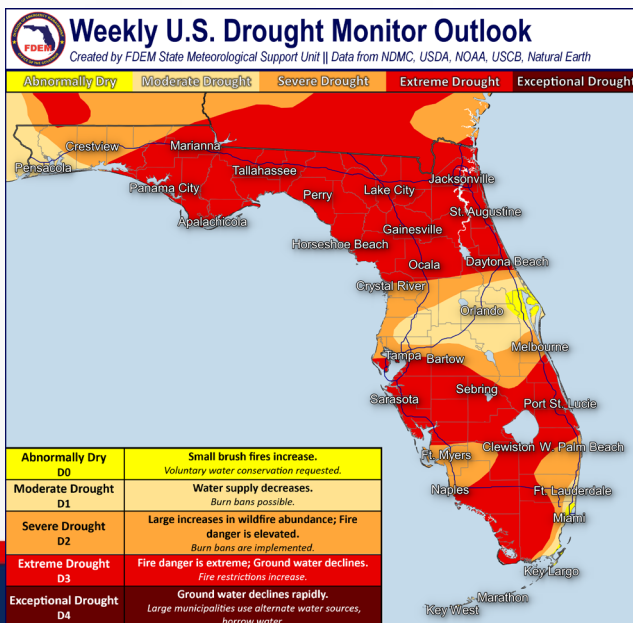 Weekly U.S. Drought Monitor Outlook
Created by FDEM State Meteorological Support Unit || Data from NDMC, USDA, NOAA, USCB, Natural Earth
FDEM
Abnormally Dry Moderate Drought Severe Drought Extreme Drought Exceptional Drought
Crestview
Marianna
Pensacola
Tallahassee
Panama City
Perry
Lake City
Jacksonville
Apalachicola
St. Augustine
Gainesville
Horseshoe Beach
Ocala
Daytona Beach
Crystal River
Orlando
Melbourne
Tampa
Bartow
Sebring
Sarasota
Port St. Lucie
Clewiston
W. Palm Beach
Ft. Myers
Naples
Ft. Lauderdale
Miami
Key Largo
Marathon
Key West
Abnormally Dry
D0
Small brush fires increase.
Voluntary water conservation requested.
Moderate Drought
D1
Water supply decreases.
Burn bans possible.
Severe Drought
D2
Large increases in wildfire abundance; Fire
danger is elevated.
Burn bans are implemented.
Extreme Drought
D3
Fire danger is extreme; Ground water declines.
Fire restrictions increase.
Exceptional Drought
D4
Ground water declines rapidly.
Large municipalities use alternate water sources,
borrow water.